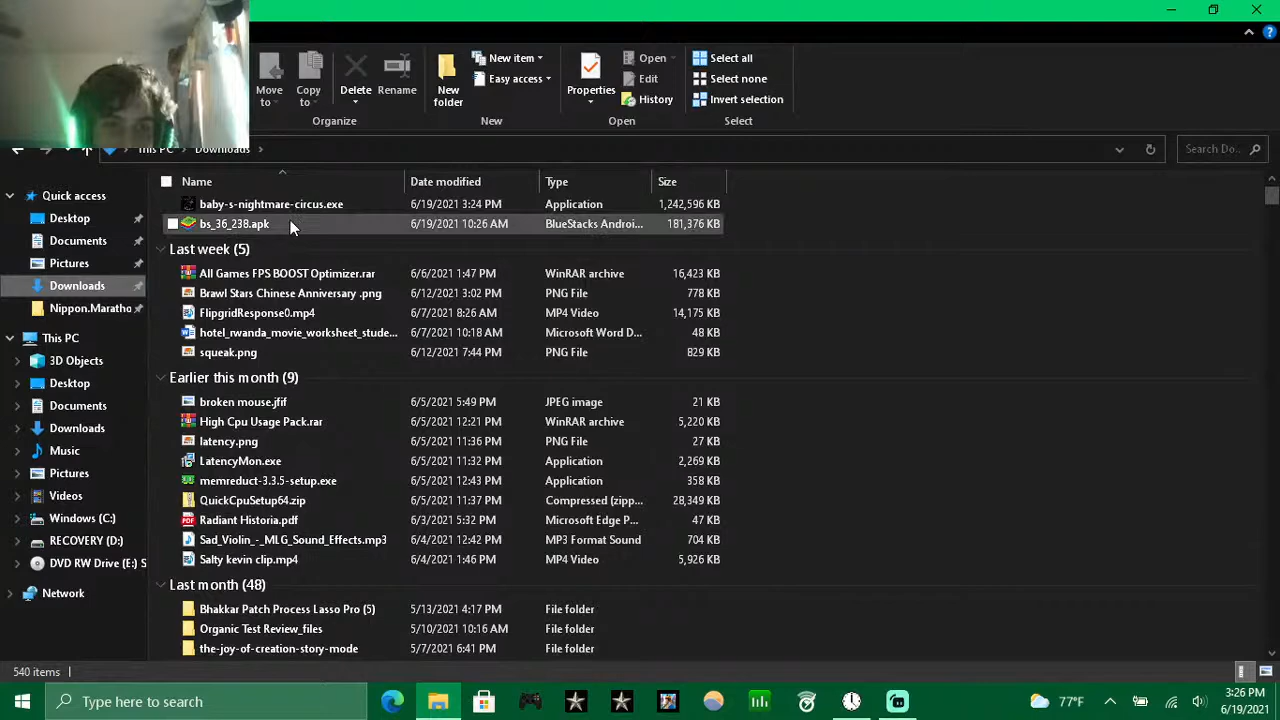 Move to
Copy to
Delete
Rename
Organize
New folder
New item
Easy access
New
Properties
Open
Edit
History
Open
Select all
Select none
Invert selection
Select
This PC > Downloads >
Search Do...
Name Date modified Type Size
baby-s-nightmare-circus.exe 6/19/2021 3:24 PM Application 1,242,596 KB
bs_36_238.apk 6/19/2021 10:26 AM BlueStacks Androi... 181,376 KB
Last week (5)
All Games FPS BOOST Optimizer.rar 6/6/2021 1:47 PM WinRAR archive 16,423 KB
Brawl Stars Chinese Anniversary .png 6/12/2021 3:02 PM PNG File 778 KB
FlipgridResponse0.mp4 6/7/2021 8:26 AM MP4 Video 14,175 KB
hotel_rwanda_movie_worksheet_stude... 6/7/2021 10:18 AM Microsoft Word D... 48 KB
squeak.png 6/12/2021 7:44 PM PNG File 829 KB
Earlier this month (9)
broken mouse.jfif 6/5/2021 5:49 PM JPEG image 21 KB
High Cpu Usage Pack.rar 6/5/2021 12:21 PM WinRAR archive 5,220 KB
latency.png 6/5/2021 11:36 PM PNG File 27 KB
LatencyMon.exe 6/5/2021 11:32 PM Application 2,269 KB
memreduct-3.3.5-setup.exe 6/5/2021 12:43 PM Application 358 KB
QuickCpuSetup64.zip 6/5/2021 11:37 PM Compressed (zipp... 28,349 KB
Radiant Historia.pdf 6/3/2021 5:32 PM Microsoft Edge P... 47 KB
Sad_Violin_-_MLG_Sound_Effects.mp3 6/4/2021 12:42 PM MP3 Format Sound 704 KB
Salty kevin clip.mp4 6/4/2021 1:46 PM MP4 Video 5,926 KB
Last month (48)
Bhakkar Patch Process Lasso Pro (5) 5/13/2021 4:17 PM File folder
Organic Test Review_files 5/10/2021 10:16 AM File folder
the-joy-of-creation-story-mode 5/7/2021 6:41 PM File folder
Quick access
Desktop
Documents
Pictures
Downloads
Nippon.Maratho
This PC
3D Objects
Desktop
Documents
Downloads
Music
Pictures
Videos
Windows (C:)
RECOVERY (D:)
DVD RW Drive (E:) S
Network
540 items
Type here to search
77°F
3:26 PM
6/19/2021